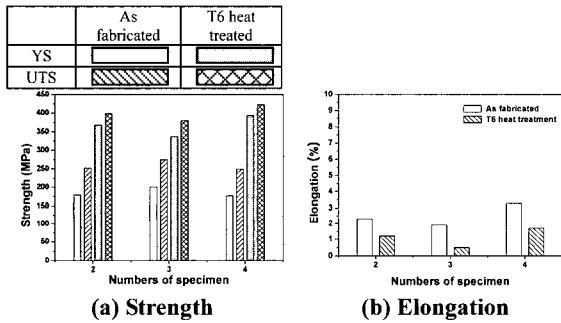 As fabricated
T6 heat treated
YS
UTS
450
400
350
300
250
200
150
100
50
0
Strength (MPa)
2
3
4
Numbers of specimen
(a) Strength
10
9
8
7
6
5
4
3
2
1
0
Elongation (%)
As fabricated
T6 heat treatment
2
3
4
Numbers of specimen
(b) Elongation